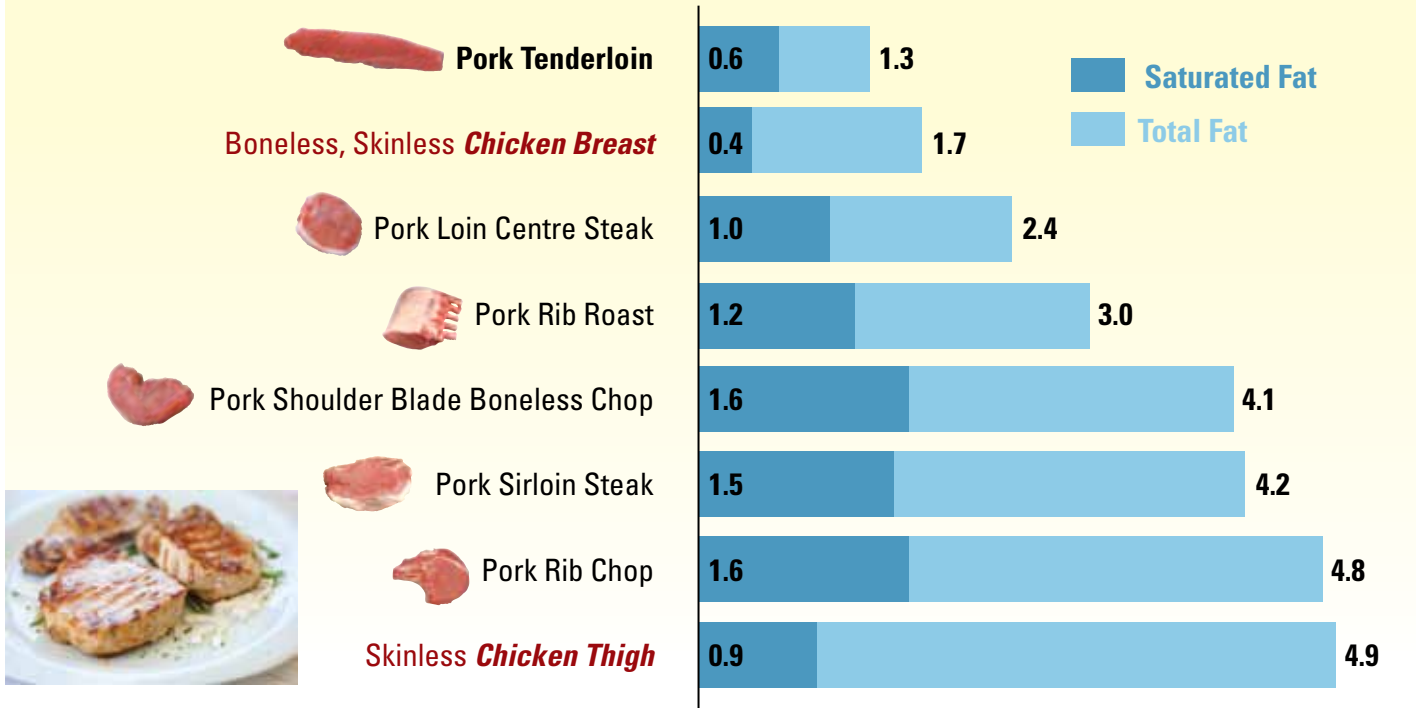 Pork Tenderloin 0.6 1.3
Saturated Fat
Boneless, Skinless Chicken Breast 0.4 1.7
Total Fat
Pork Loin Centre Steak 1.0 2.4
Pork Rib Roast 1.2 3.0
Pork Shoulder Blade Boneless Chop 1.6 4.1
Pork Sirloin Steak 1.5 4.2
Pork Rib Chop 1.6 4.8
Skinless Chicken Thigh 0.9 4.9